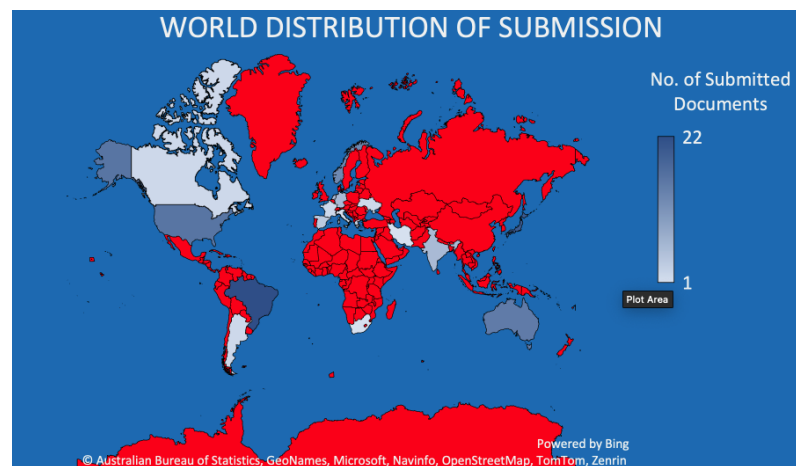 WORLD DISTRIBUTION OF SUBMISSION
No. of Submitted
Documents
22
1
Plot Area
Powered by Bing
© Australian Bureau of Statistics, GeoNames, Microsoft, Navinfo, OpenStreetMap, TomTom, Zenrin